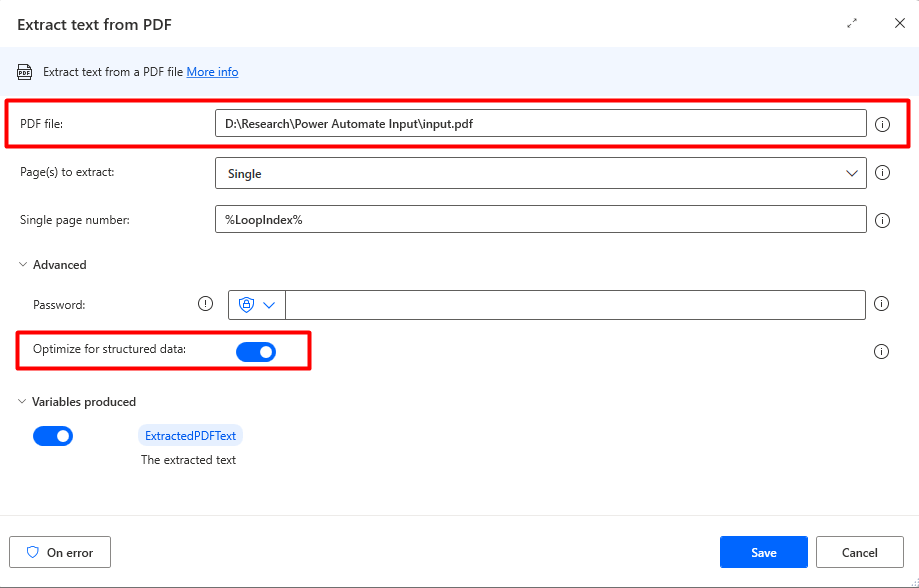 Extract text from PDF
PDF Extract text from a PDF file More info
PDF file: D:\Research\Power Automate Input\input.pdf
Page(s) to extract: Single
Single page number: %LoopIndex%
Advanced
Password:
Optimize for structured data:
Variables produced
ExtractedPDFText
The extracted text
On error Save Cancel